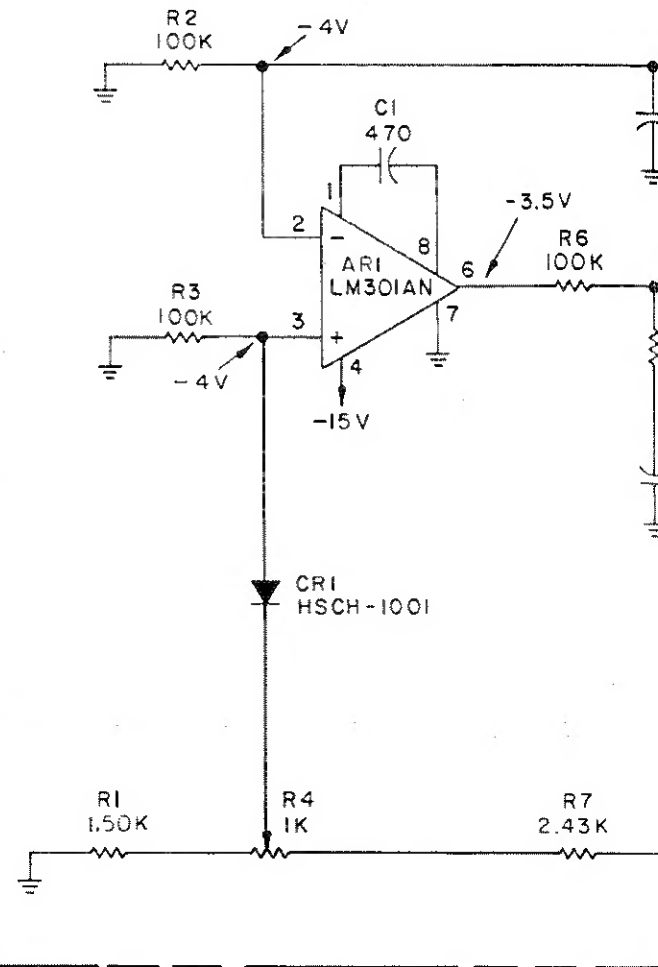 R2
100K
-4V
C1
470
1
2
-
8
-3.5V
AR1
LM301AN
6
R6
100K
R3
100K
3
+
7
-4V
4
-15V
CR1
HSCH-1001
R1
1.50K
R4
1K
R7
2.43K